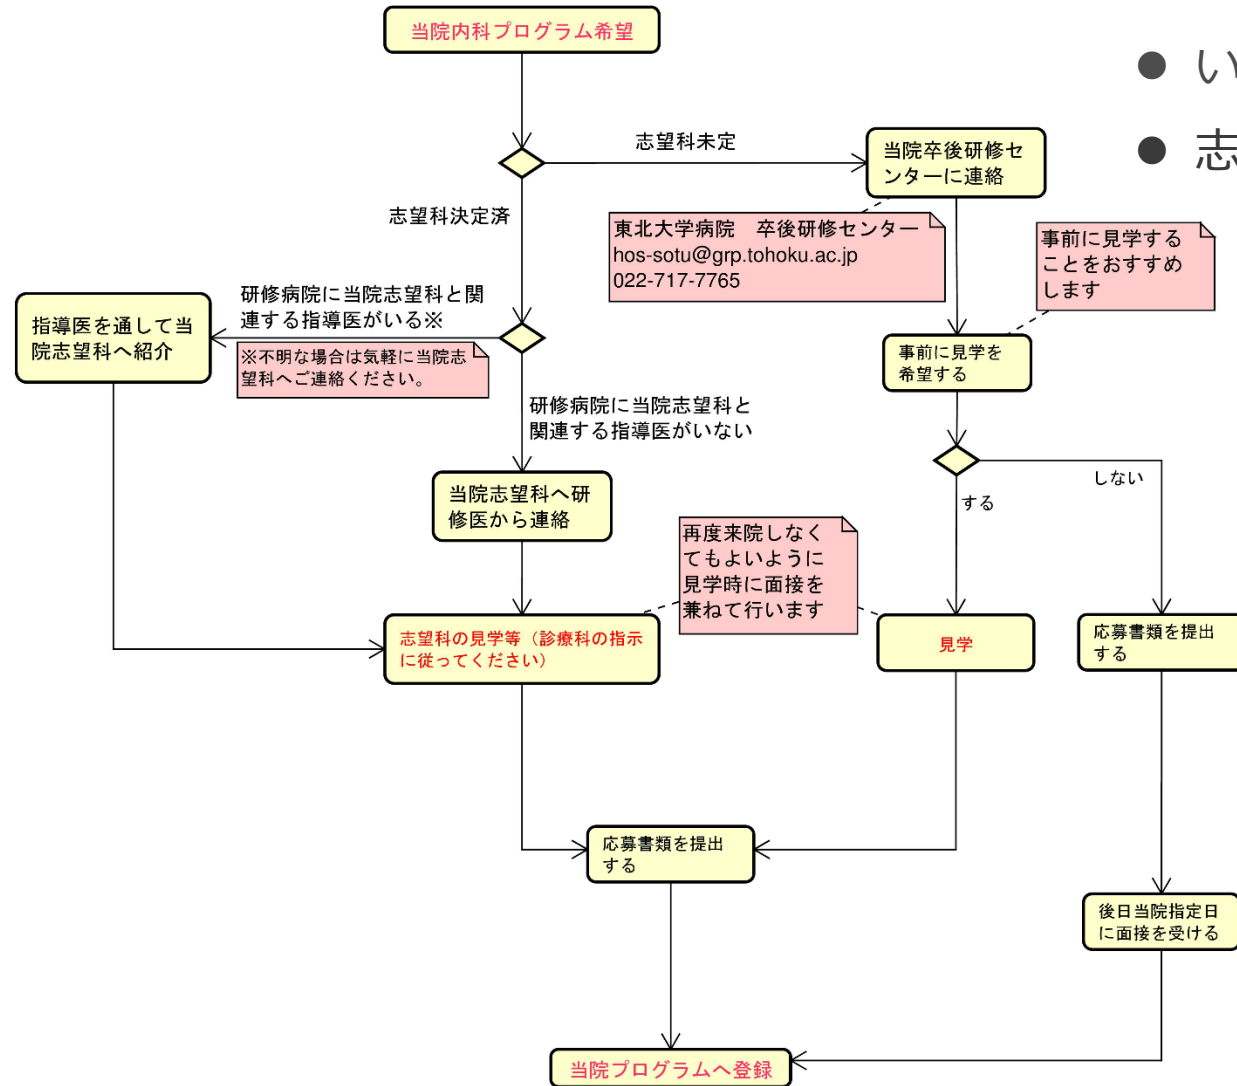 当院内科プログラム希望
● い
● 志
志望科未定
当院卒後研修セ
ンターに連絡
志望科決定済
東北大学病院　卒後研修センター
hos-sotu@grp.tohoku.ac.jp
022-717-7765
事前に見学する
ことをおすすめ
します
研修病院に当院志望科と関
連する指導医がいる※
指導医を通して当
院志望科へ紹介
※不明な場合は気軽に当院志
望科へご連絡ください。
事前に見学を
希望する
研修病院に当院志望科と
関連する指導医がいない
しない
する
当院志望科へ研
修医から連絡
再度来院しなく
てもよいように
見学時に面接を
兼ねて行います
志望科の見学等（診療科の指示
に従ってください）
見学
応募書類を提出
する
応募書類を提出
する
後日当院指定日
に面接を受ける
当院プログラムへ登録